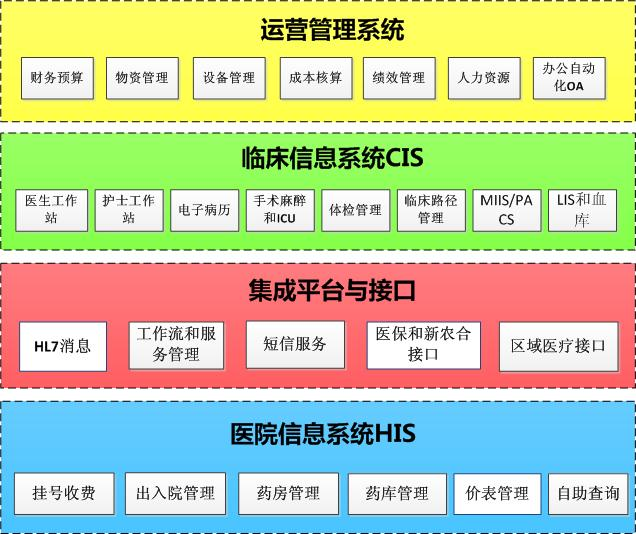 运营管理系统
财务预算 物资管理 设备管理 成本核算 绩效管理 人力资源 办公自动
化OA
临床信息系统CIS
医生工作
站
护士工作
站
电子病历
手术麻醉
和ICU
体检管理
临床路径
管理
MIIS/PA
CS
LIS和血
库
集成平台与接口
HL7消息
工作流和服
务管理
短信服务
医保和新农合
接口
区域医疗接口
医院信息系统HIS
挂号收费 出入院管理 药房管理 药库管理 价表管理 自助查询